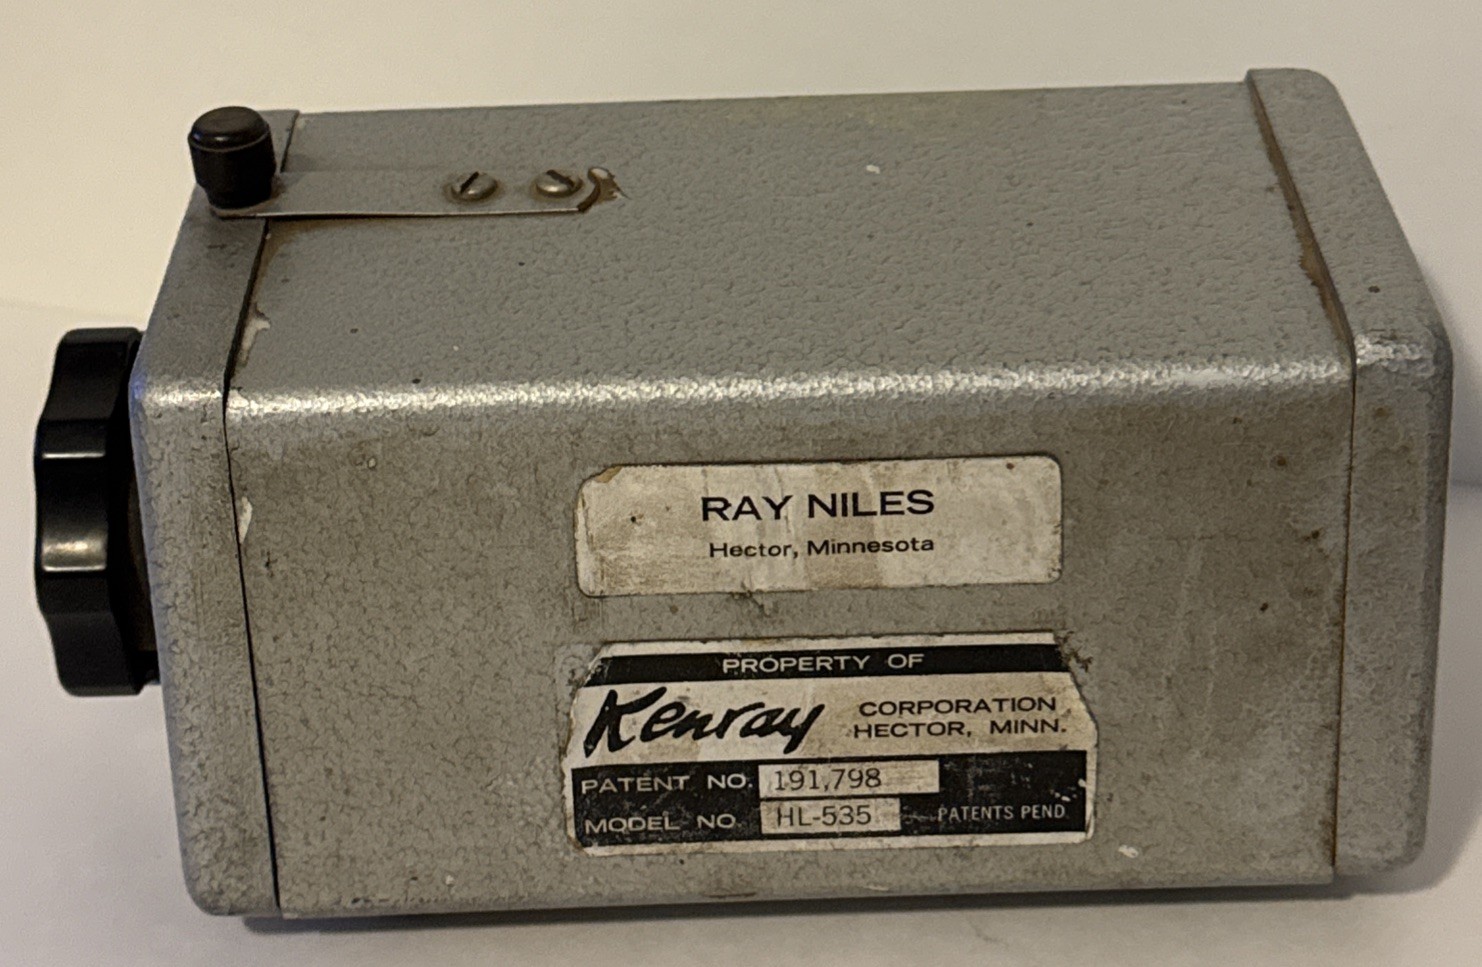 RAY NILES
Hector, Minnesota
PROPERTY OF
Kenray CORPORATION
HECTOR, MINN.
PATENT NO. 191,798
MODEL NO HL-535 PATENTS PEND.